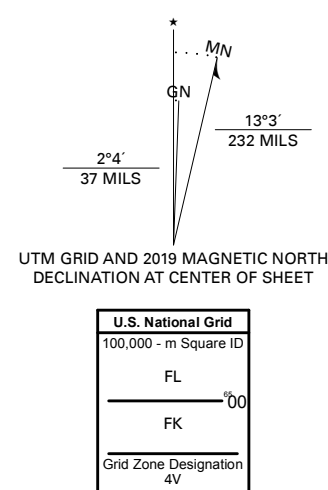 ★
MN
GN
13°3´
232 MILS
2°4´
37 MILS
UTM GRID AND 2019 MAGNETIC NORTH
DECLINATION AT CENTER OF SHEET
U.S. National Grid
100,000 - m Square ID
FL
⁶⁵00
FK
Grid Zone Designation
4V